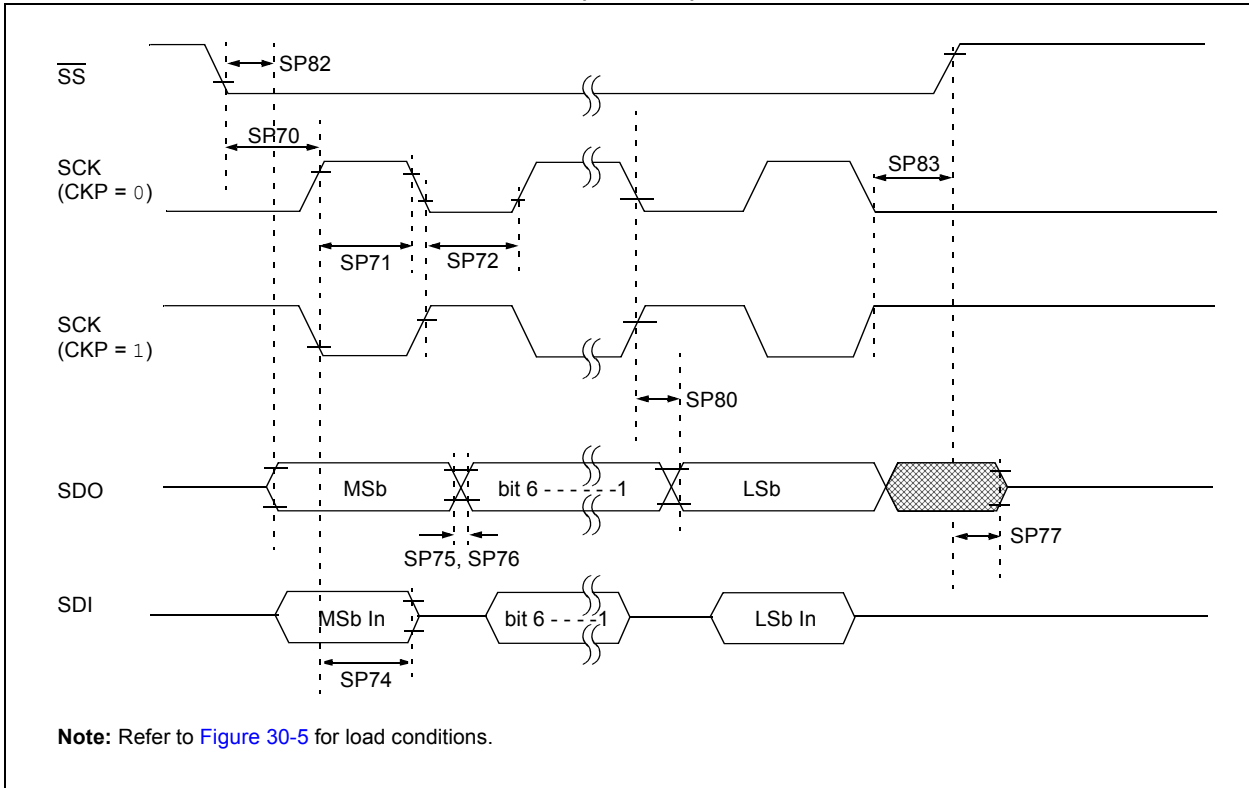 SS
SP82
SP70
SCK
(CKP = 0)
SP83
SP71
SP72
SCK
(CKP = 1)
SP80
SDO
MSb
bit 6 - - - - - -1
LSb
SP77
SP75, SP76
SDI
MSb In
bit 6 - - - -1
LSb In
SP74
Note: Refer to Figure 30-5 for load conditions.